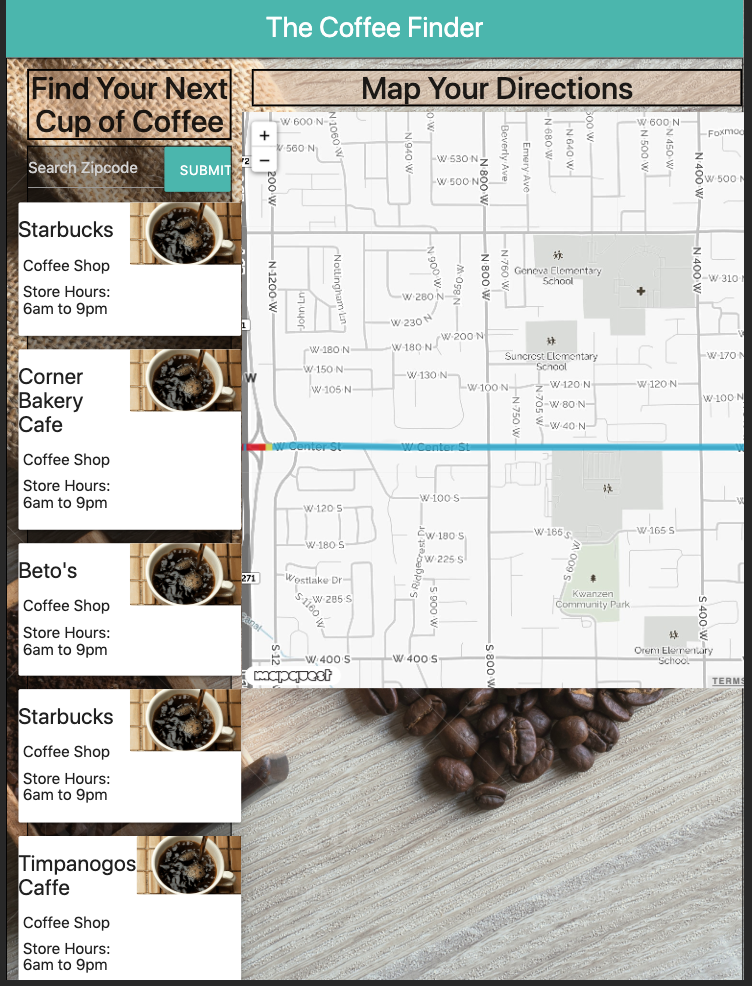 The Coffee Finder
Find Your Next
Cup of Coffee
Search Zipcode
SUBMIT
Starbucks
Coffee Shop
Store Hours:
6am to 9pm
Corner
Bakery
Cafe
Coffee Shop
Store Hours:
6am to 9pm
Beto's
Coffee Shop
Store Hours:
6am to 9pm
Starbucks
Coffee Shop
Store Hours:
6am to 9pm
Timpanogos
Caffe
Coffee Shop
Store Hours:
6am to 9pm
Map Your Directions
+
−
W 600 N
N 1060 W
N 940 W
Beverly Ave
Emery Ave
N 680 W
N 640 W
W 600 N
N 500 W
N 450 W
W 560 N
W 530 N
W 500 N
N 800 W
N 400 W
200 W
N 1200 W
John Ln
Nottingham Ln
N 900 W
N 850 W
N 800 W
N 760 W
Geneva Elementary
School
W 310
W 280 N
W 230 N
W 200 N
W 180 N
W 180 N
Suncrest Elementary
School
W 170 N
W 150 N
W 130 N
W 105 N
W 100 N
W 120 N
W 120 N
W 100 N
N 750 W
N 705 W
W 80 N
W 40 N
W
W Center St
W Center St
W 120 S
W 100 S
W 180 S
S Ridgecrest Dr
W 180 S
W 225 S
W 165
W 165 S
271
Westlake Dr
W 285 S
S 1160 W
S 900 W
S 600 W
Kwanzen
Community Park
S 400 W
Orem Elementary
School
S 12
W 400 S
W 400 S
S 800 W
mapquest
TERMS